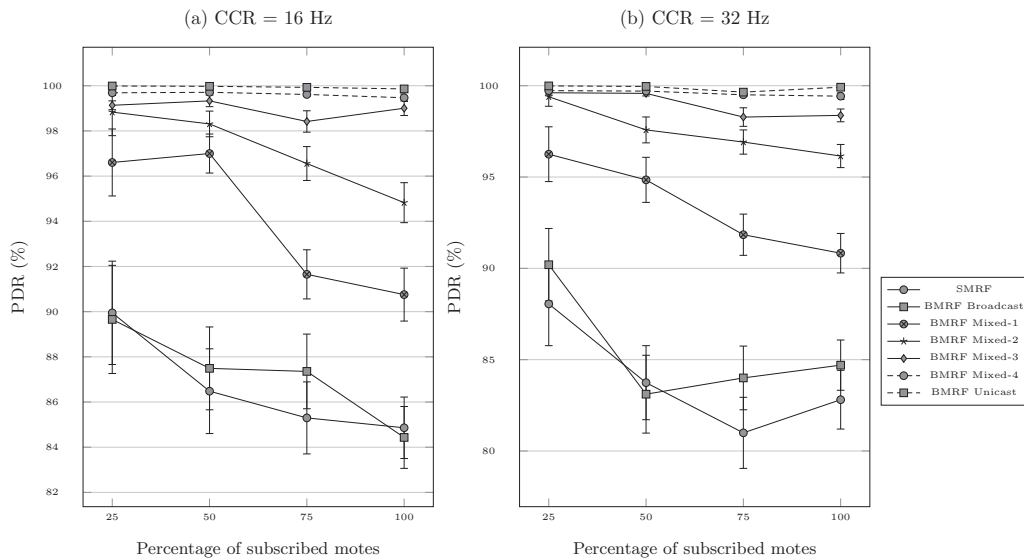 (a) CCR = 16 Hz
100
98
96
94
92
90
88
86
84
82
25 50 75 100
PDR (%)
Percentage of subscribed motes
(b) CCR = 32 Hz
100
95
90
85
80
25 50 75 100
PDR (%)
Percentage of subscribed motes
SMRF
BMRF Broadcast
BMRF Mixed-1
BMRF Mixed-2
BMRF Mixed-3
BMRF Mixed-4
BMRF Unicast